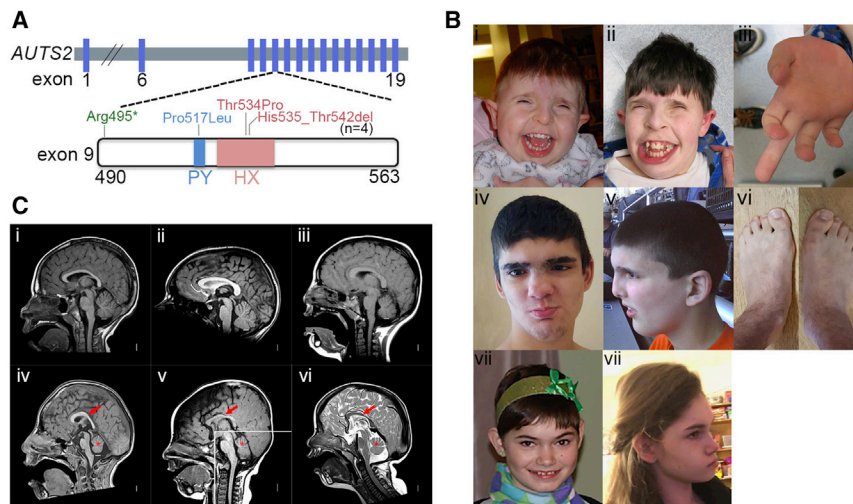 A
AUTS2
exon 1 6 19
Arg495*
Pro517Leu
Thr534Pro
His535_Thr542del
(n=4)
exon 9
490 PY HX 563
B
i ii iii
iv v vi
vii vii
C
i ii iii
iv v vi